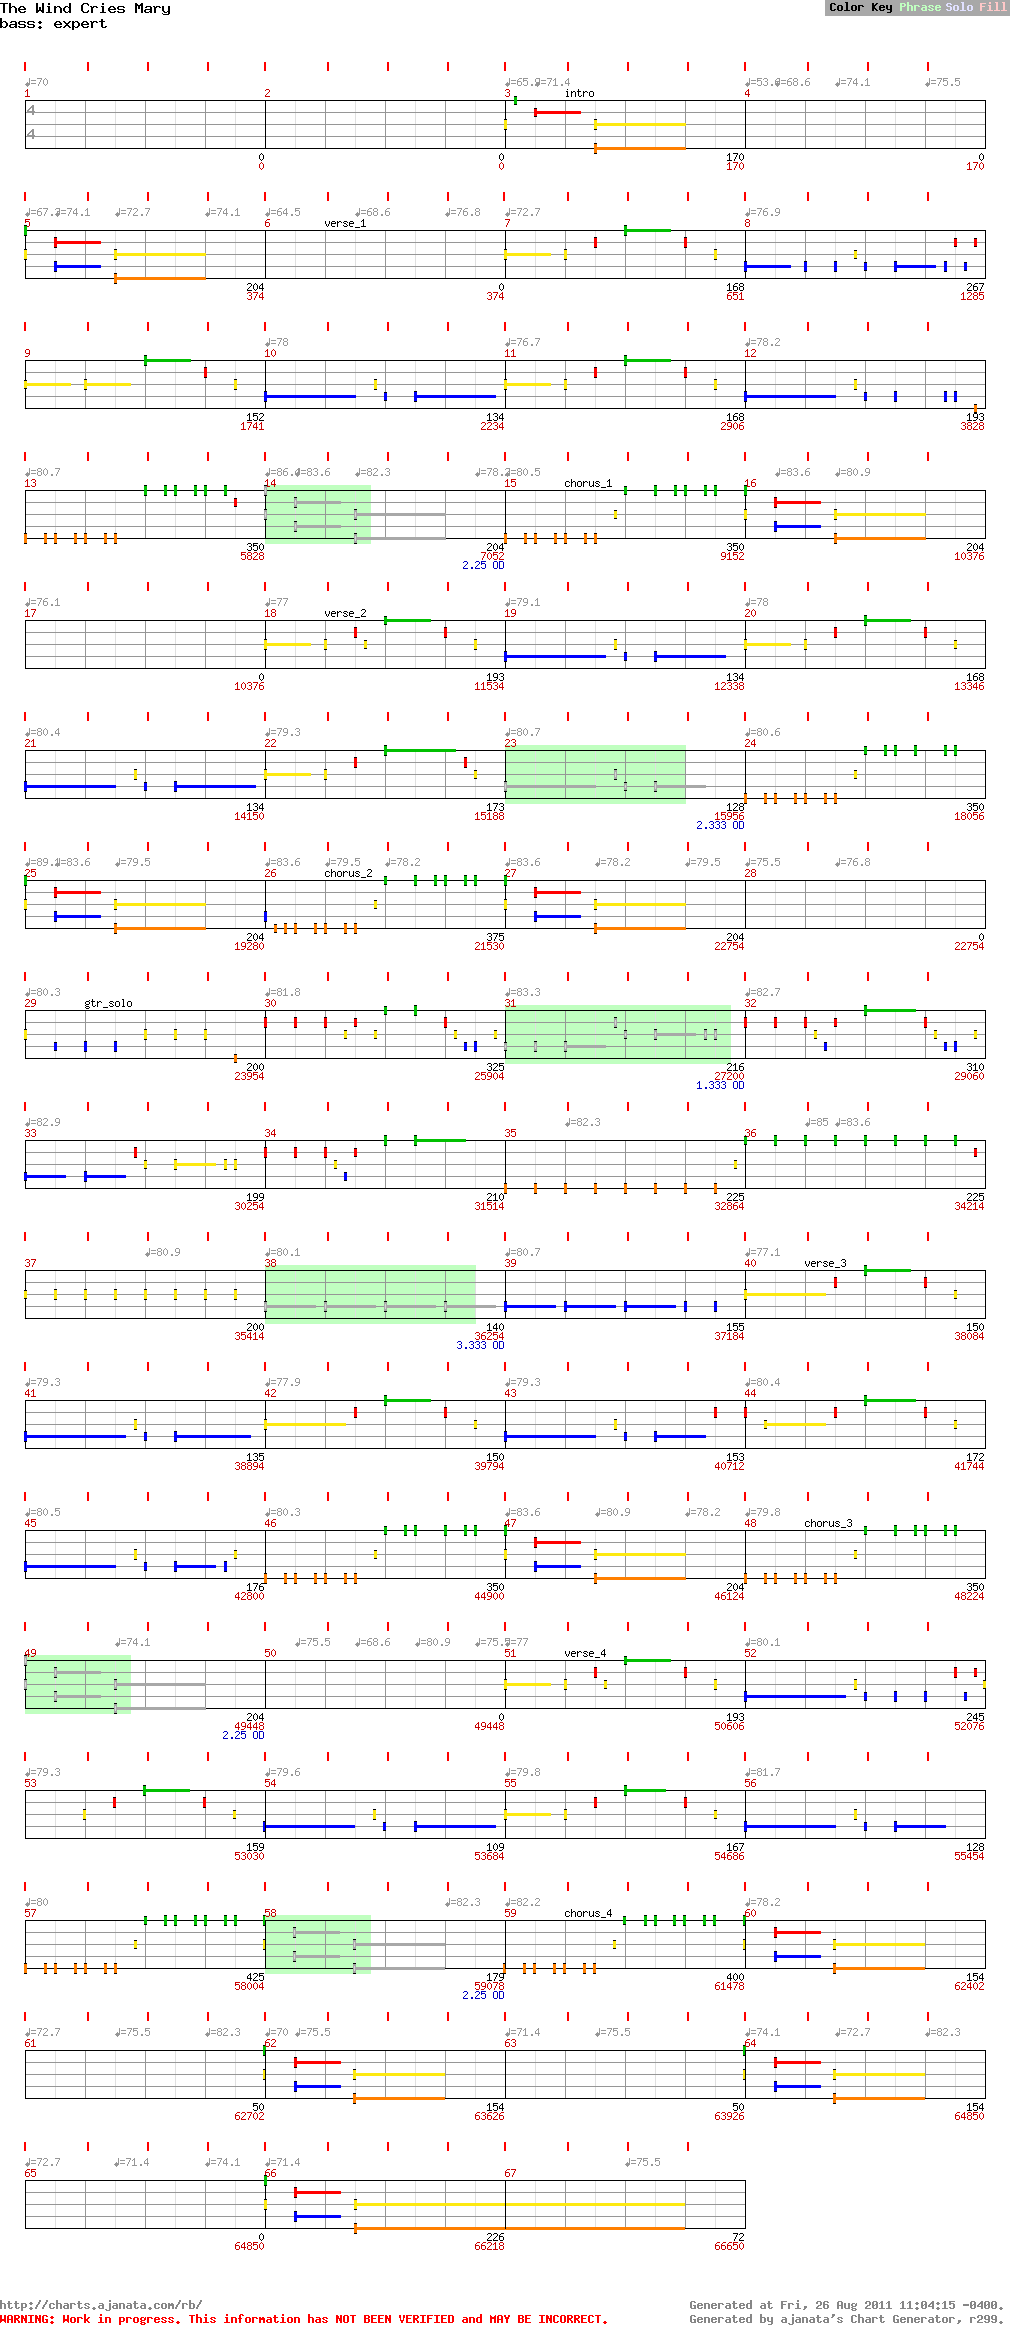 The Wind Cries Mary
bass: expert
Color Key Phrase Solo Fill
♩=70 ♩=71.4 ♩=68.6 ♩=74.1 ♩=75.5
1 2 3 intro 4
4
4
0 0 170 0
0 0 170 170
♩=74.1 ♩=72.7 ♩=74.1 ♩=64.5 ♩=68.6 ♩=76.8 ♩=72.7 ♩=76.9
5 6 verse_1 7 8
204 0 168 267
374 374 651 1285
♩=78 ♩=76.7 ♩=78.2
9 10 11 12
152 134 168 193
1741 2234 2906 3828
♩=80.7 ♩=83.6 ♩=82.3 ♩=80.5 ♩=83.6 ♩=80.9
13 14 15 chorus_1 16
350 204 350 204
5828 7052 9152 10376
2.25 OD
♩=76.1 ♩=77 ♩=79.1 ♩=78
17 18 verse_2 19 20
0 193 134 168
10376 11534 12338 13346
♩=80.4 ♩=79.3 ♩=80.7 ♩=80.6
21 22 23 24
134 173 128 350
14150 15188 15956 18056
2.333 OD
♩=83.6 ♩=79.5 ♩=83.6 ♩=79.5 ♩=78.2 ♩=83.6 ♩=78.2 ♩=79.5 ♩=75.5 ♩=76.8
25 26 chorus_2 27 28
204 375 204 0
19280 21530 22754 22754
♩=80.3 ♩=81.8 ♩=83.3 ♩=82.7
29 gtr_solo 30 31 32
200 325 216 310
23954 25904 27200 29060
1.333 OD
♩=82.9 ♩=82.3 ♩=85 ♩=83.6
33 34 35 36
199 210 225 225
30254 31514 32864 34214
♩=80.9 ♩=80.1 ♩=80.7 ♩=77.1
37 38 39 40 verse_3
200 140 155 150
35414 36254 37184 38084
3.333 OD
♩=79.3 ♩=77.9 ♩=79.3 ♩=80.4
41 42 43 44
135 150 153 172
38894 39794 40712 41744
♩=80.5 ♩=80.3 ♩=83.6 ♩=80.9 ♩=78.2 ♩=79.8
45 46 47 48 chorus_3
176 350 204 350
42800 44900 46124 48224
♩=74.1 ♩=75.5 ♩=68.6 ♩=80.9 ♩=77 ♩=80.1
49 50 51 verse_4 52
204 0 193 245
49448 49448 50606 52076
2.25 OD
♩=79.3 ♩=79.6 ♩=79.8 ♩=81.7
53 54 55 56
159 109 167 128
53030 53684 54686 55454
♩=80 ♩=82.3 ♩=82.2 ♩=78.2
57 58 59 chorus_4 60
425 179 400 154
58004 59078 61478 62402
2.25 OD
♩=72.7 ♩=75.5 ♩=82.3 ♩=70 ♩=75.5 ♩=71.4 ♩=75.5 ♩=74.1 ♩=72.7 ♩=82.3
61 62 63 64
50 154 50 154
62702 63626 63926 64850
♩=72.7 ♩=71.4 ♩=74.1 ♩=71.4 ♩=75.5
65 66 67
0 226 72
64850 66218 66650
http://charts.ajanata.com/rb/
Generated at Fri, 26 Aug 2011 11:04:15 -0400.
WARNING: Work in progress. This information has NOT BEEN VERIFIED and MAY BE INCORRECT.
Generated by ajanata's Chart Generator, r299.